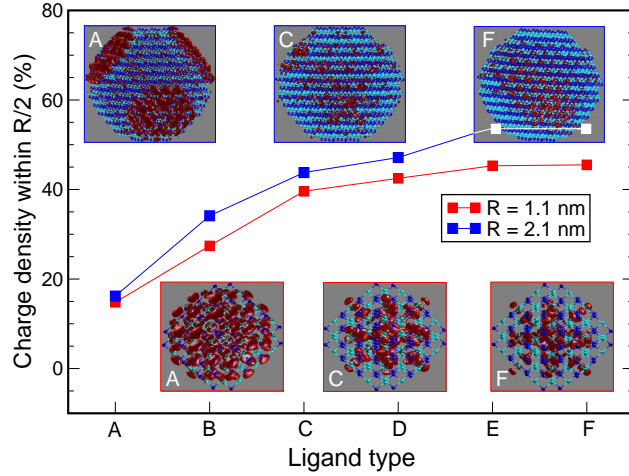 80
60
40
20
0
Charge density within R/2 (%)
A
C
F
R = 1.1 nm
R = 2.1 nm
A
C
F
A
B
C
D
E
F
Ligand type